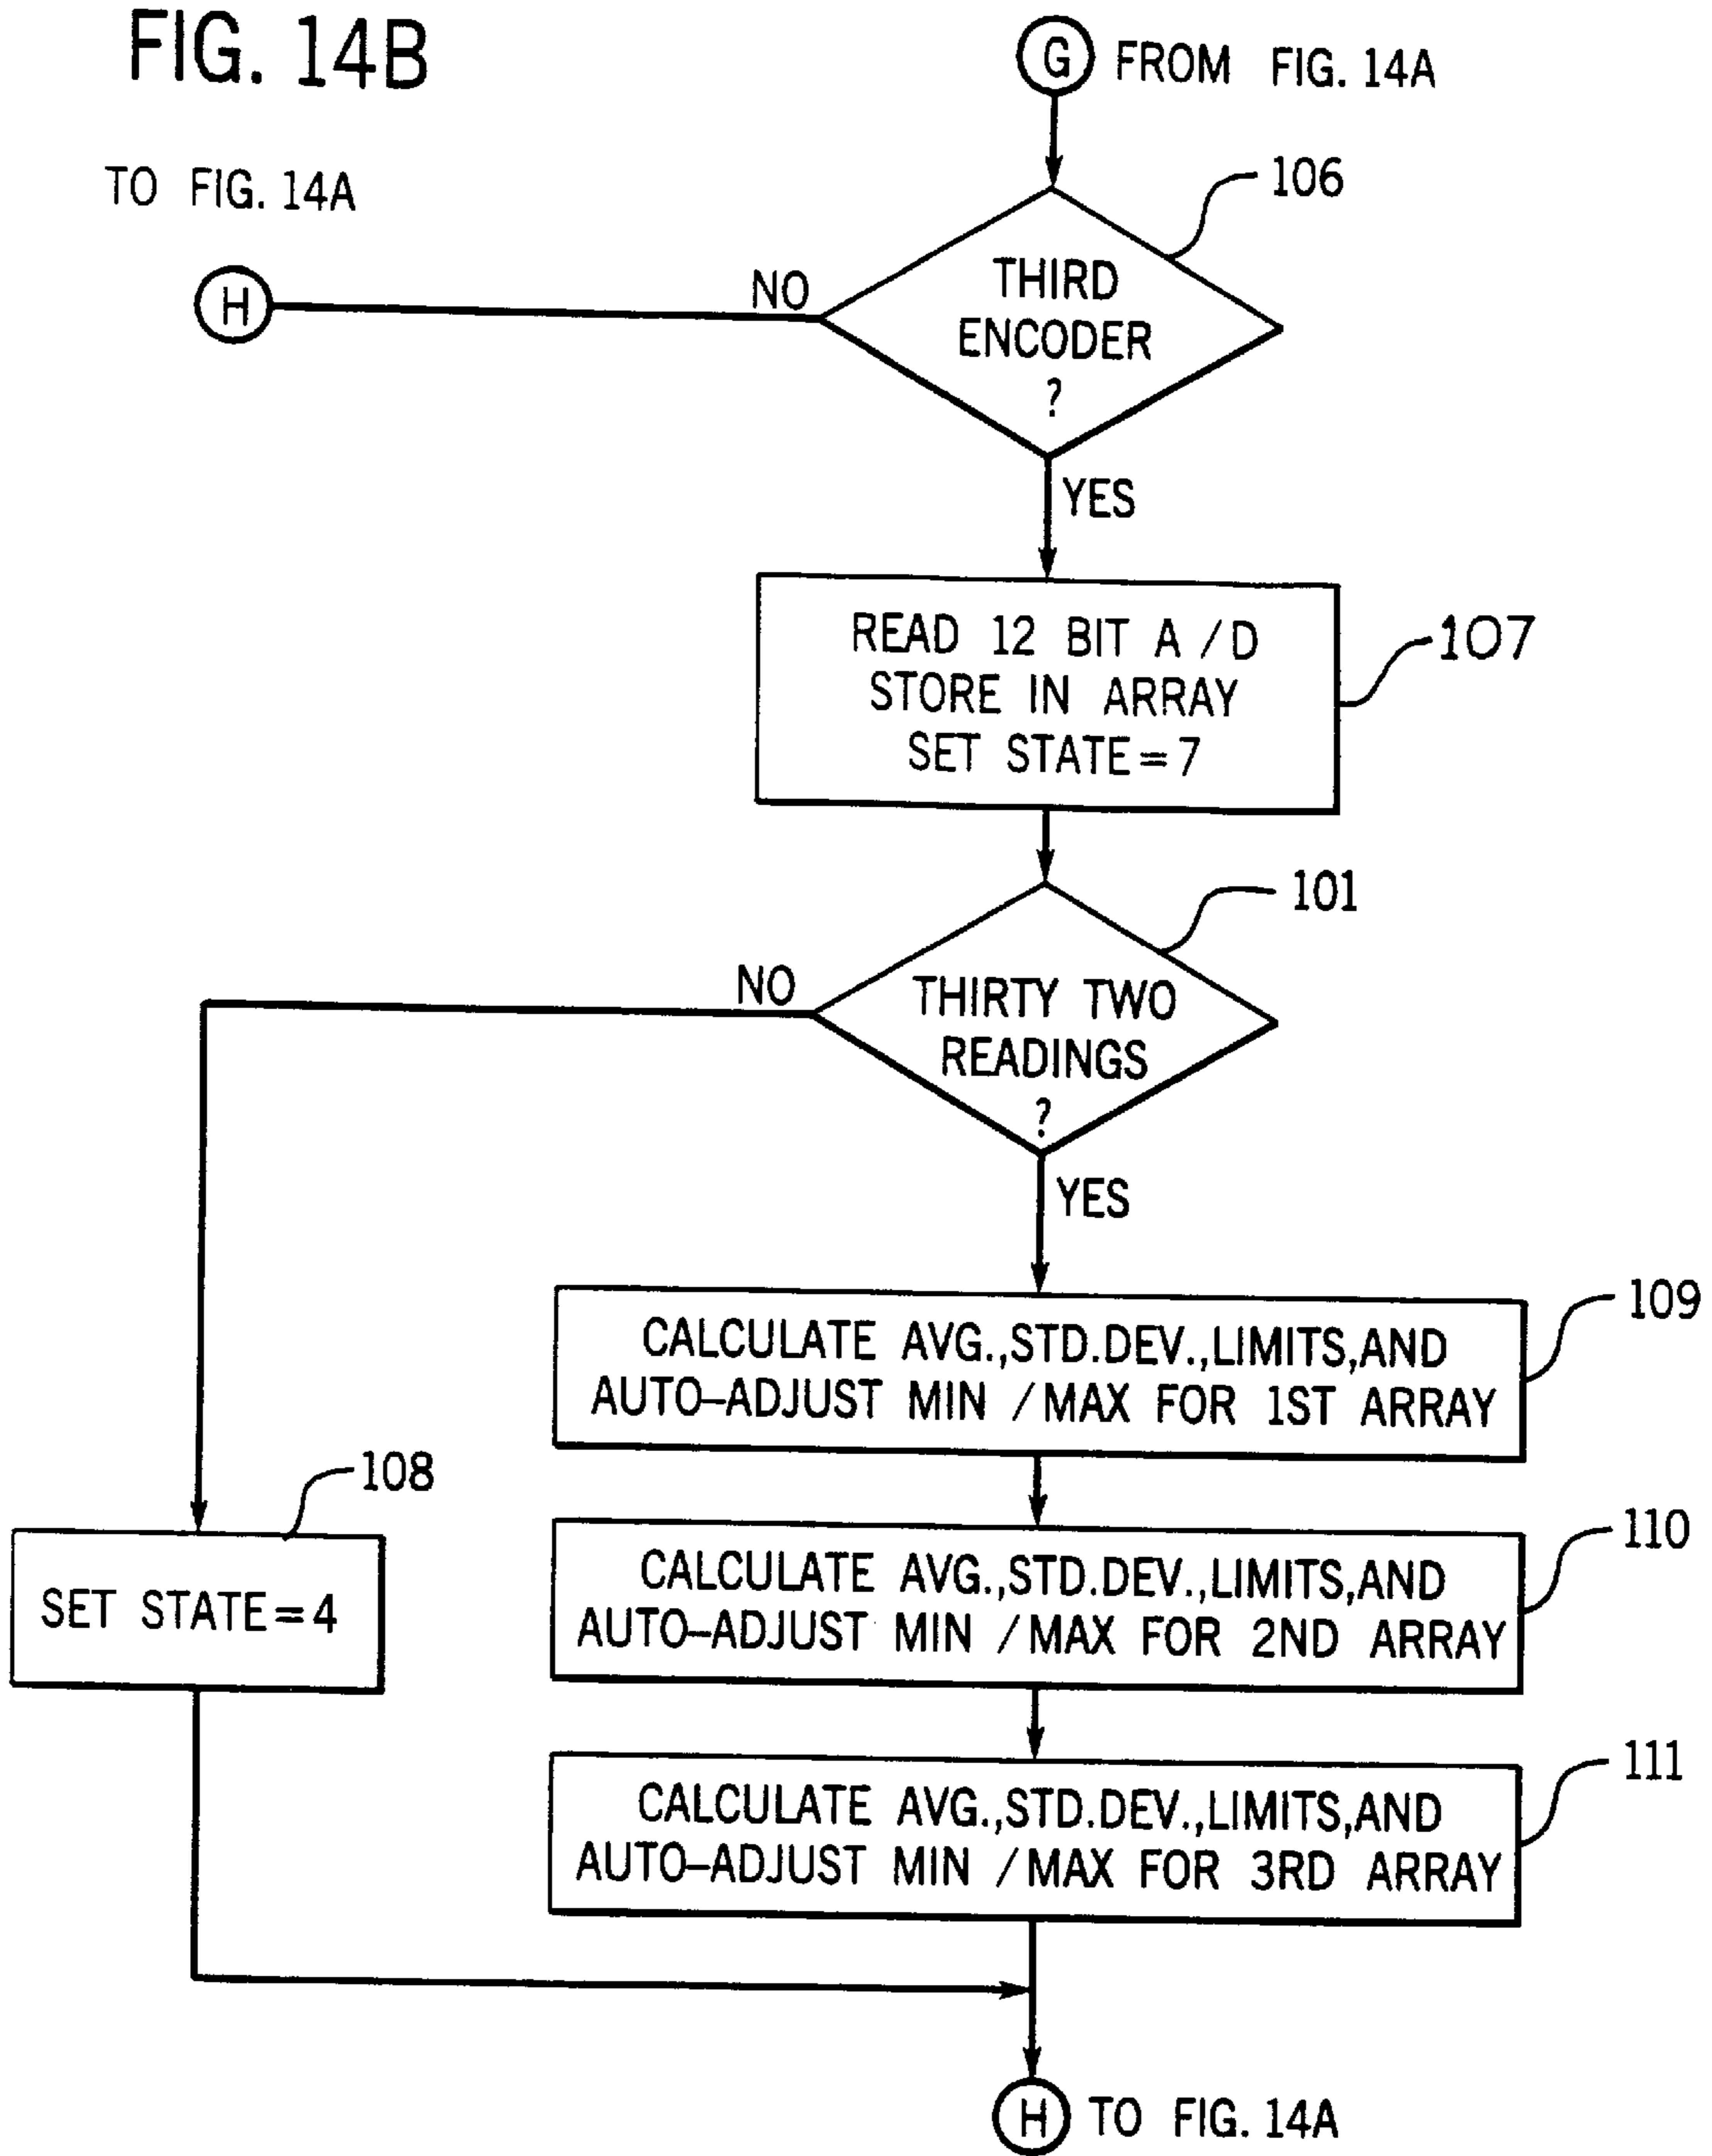 FIG. 14B
G FROM FIG. 14A
TO FIG. 14A
106
H
NO
THIRD
ENCODER
?
YES
READ 12 BIT A / D
STORE IN ARRAY
SET STATE = 7
107
101
NO
THIRTY TWO
READINGS
?
YES
109
CALCULATE AVG.,STD.DEV.,LIMITS,AND
AUTO-ADJUST MIN / MAX FOR 1ST ARRAY
108
SET STATE = 4
110
CALCULATE AVG.,STD.DEV.,LIMITS,AND
AUTO-ADJUST MIN / MAX FOR 2ND ARRAY
111
CALCULATE AVG.,STD.DEV.,LIMITS,AND
AUTO-ADJUST MIN / MAX FOR 3RD ARRAY
H TO FIG. 14A